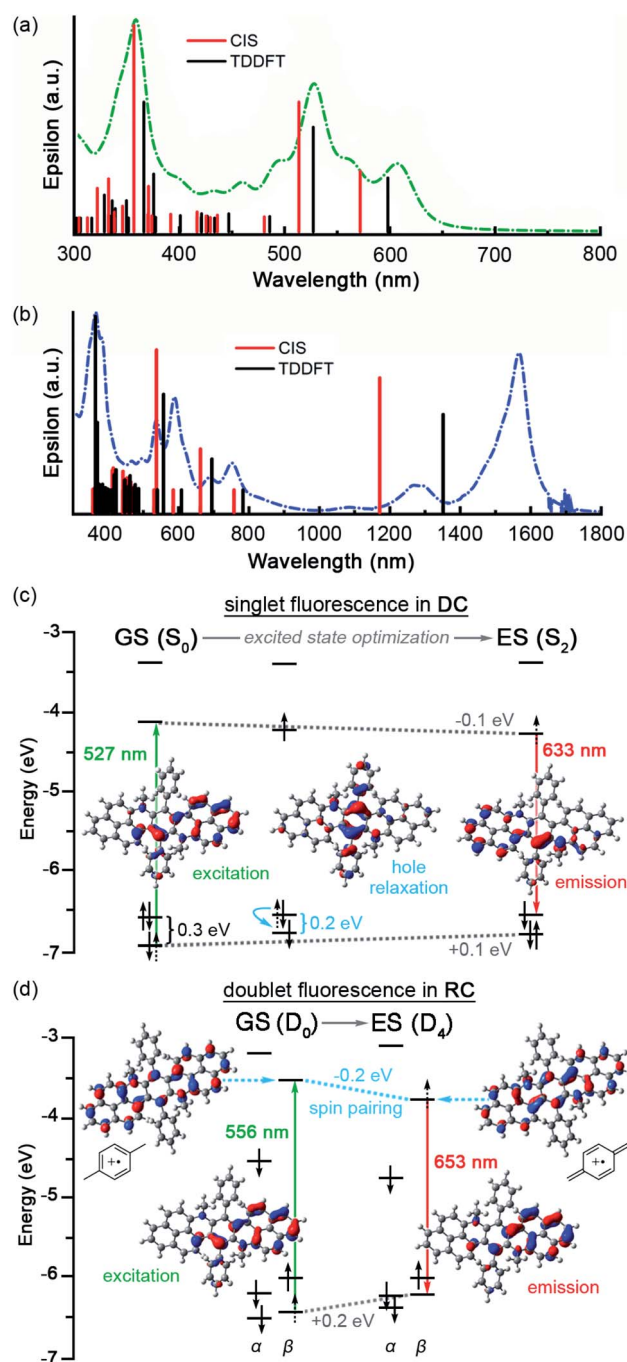 (a)
CIS
TDDFT
Epsilon (a.u.)
300 400 500 600 700 800
Wavelength (nm)
(b)
CIS
TDDFT
Epsilon (a.u.)
400 600 800 1000 1200 1400 1600 1800
Wavelength (nm)
(c)
singlet fluorescence in DC
GS (S0) excited state optimization ES (S2)
-3
-4
-0.1 eV
527 nm
633 nm
-5
Energy (eV)
-6
excitation
hole
relaxation
emission
0.3 eV
0.2 eV
-7
+0.1 eV
(d)
doublet fluorescence in RC
GS (D0) ES (D4)
-3
-0.2 eV
spin pairing
-4
556 nm
653 nm
+•
+•
-5
Energy (eV)
excitation
emission
-6
+0.2 eV
α β α β
-7